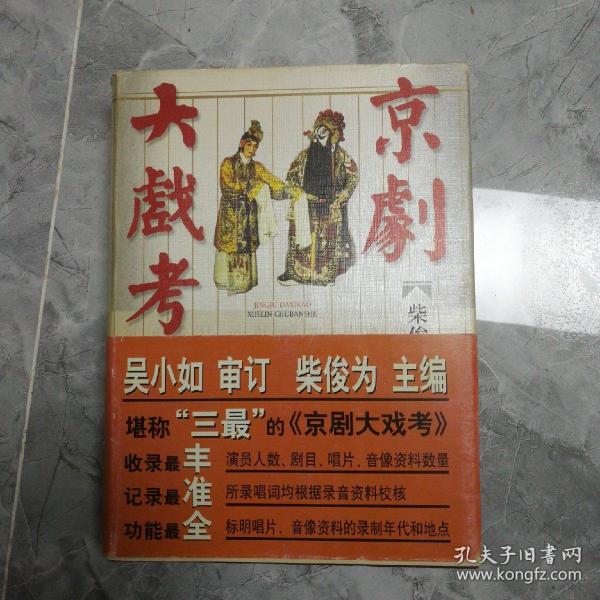 京劇
大戲考
【柴俊
JINGJU DAXIKAO
XUELIN CHUBANSHE
吴小如 审订 柴俊为 主编
堪称“三最”的《京剧大戏考》
收录最丰 演员人数、剧目、唱片、音像资料数量
记录最准 所录唱词均根据录音资料校核
功能最全 标明唱片、音像资料的录制年代和地点
孔夫子旧书网
www.kongfz.com